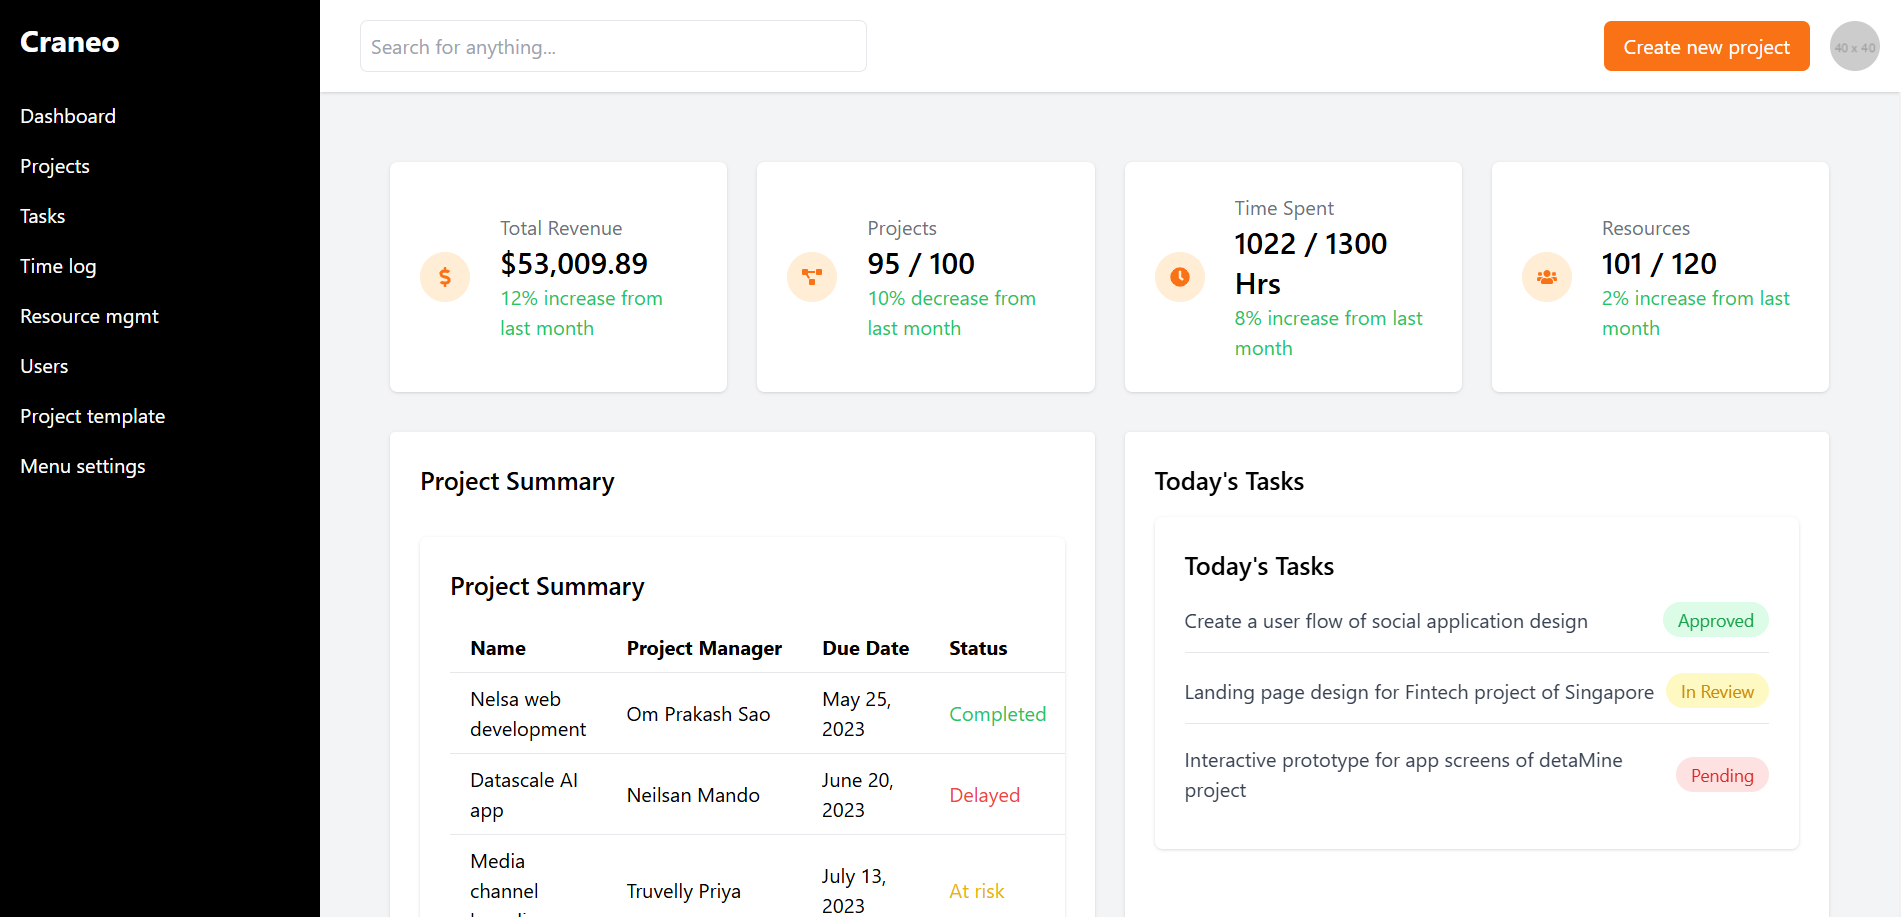 Craneo
Dashboard
Projects
Tasks
Time log
Resource mgmt
Users
Project template
Menu settings
Search for anything...
Create new project
40 x 40
Total Revenue
$53,009.89
12% increase from
last month
Projects
95 / 100
10% decrease from
last month
Time Spent
1022 / 1300
Hrs
8% increase from last
month
Resources
101 / 120
2% increase from last
month
Project Summary
Project Summary
Name Project Manager Due Date Status
Nelsa web
development
Om Prakash Sao
May 25,
2023
Completed
Datascale AI
app
Neilsan Mando
June 20,
2023
Delayed
Media
channel
Truvelly Priya
July 13,
2023
At risk
Today's Tasks
Today's Tasks
Create a user flow of social application design
Approved
Landing page design for Fintech project of Singapore
In Review
Interactive prototype for app screens of detaMine
project
Pending